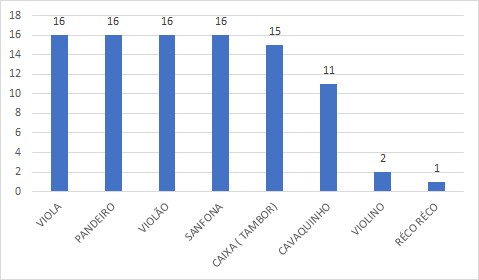 18
16
14
12
10
8
6
4
2
0
16
16
16
16
15
11
2
1
VIOLA
PANDEIRO
VIOLÃO
SANFONA
CAIXA ( TAMBOR)
CAVAQUINHO
VIOLINO
RÉCO RÉCO